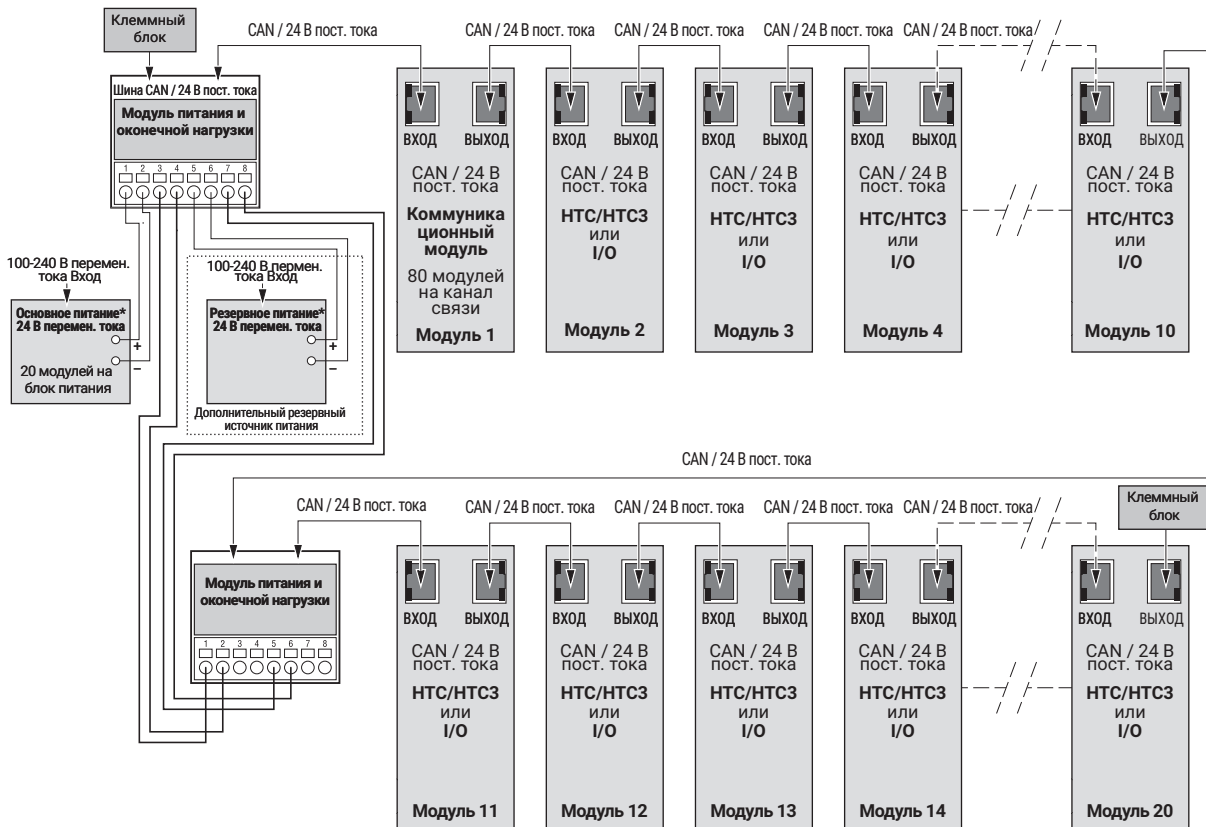 Клеммный
блок
CAN / 24 В пост. тока
CAN / 24 В пост. тока
CAN / 24 В пост. тока
CAN / 24 В пост. тока
CAN / 24 В пост. тока
Шина CAN / 24 В пост. тока
Модуль питания и
оконечной нагрузки
1 2 3 4 5 6 7 8
100-240 В перемен.
тока Вход
Основное питание*
24 В перемен. тока
+
–
20 модулей на
блок питания
100-240 В пермен.
тока Вход
Резервное питание*
24 В перемен. тока
+
–
Дополнительный резервный
источник питания
ВХОД ВЫХОД
CAN / 24 В
пост. тока
Коммуника
ционный
модуль
80 модулей
на канал
связи
Модуль 1
ВХОД ВЫХОД
CAN / 24 В
пост. тока
HTC/HTC3
или
I/O
Модуль 2
ВХОД ВЫХОД
CAN / 24 В
пост. тока
HTC/HTC3
или
I/O
Модуль 3
ВХОД ВЫХОД
CAN / 24 В
пост. тока
HTC/HTC3
или
I/O
Модуль 4
ВХОД ВЫХОД
CAN / 24 В
пост. тока
HTC/HTC3
или
I/O
Модуль 10
CAN / 24 В пост. тока
CAN / 24 В пост. тока
CAN / 24 В пост. тока
CAN / 24 В пост. тока
CAN / 24 В пост. тока
CAN / 24 В пост. тока
Клеммный
блок
Модуль питания и
оконечной нагрузки
1 2 3 4 5 6 7 8
ВХОД ВЫХОД
CAN / 24 В
пост. тока
HTC/HTC3
или
I/O
Модуль 11
ВХОД ВЫХОД
CAN / 24 В
пост. тока
HTC/HTC3
или
I/O
Модуль 12
ВХОД ВЫХОД
CAN / 24 В
пост. тока
HTC/HTC3
или
I/O
Модуль 13
ВХОД ВЫХОД
CAN / 24 В
пост. тока
HTC/HTC3
или
I/O
Модуль 14
ВХОД ВЫХОД
CAN / 24 В
пост. тока
HTC/HTC3
или
I/O
Модуль 20